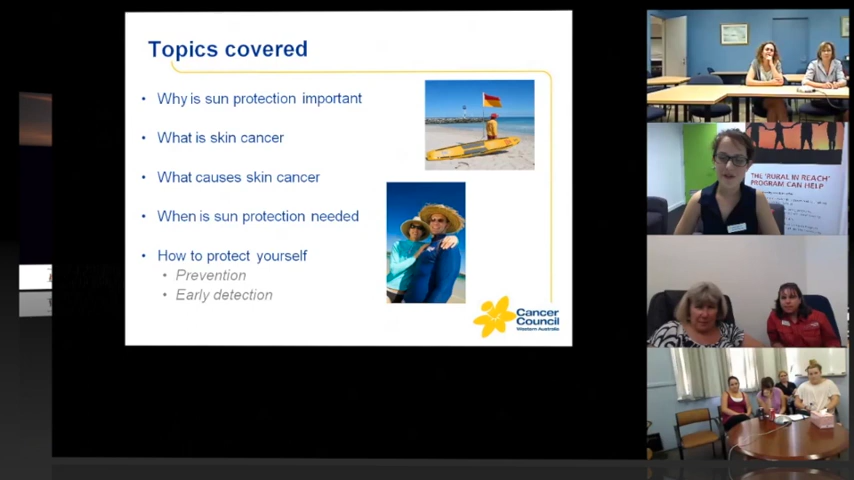 Topics covered
• Why is sun protection important
• What is skin cancer
• What causes skin cancer
• When is sun protection needed
• How to protect yourself
• Prevention
• Early detection
Cancer
Council
Western Australia
THE 'RURAL IN REACH'
PROGRAM CAN HELP